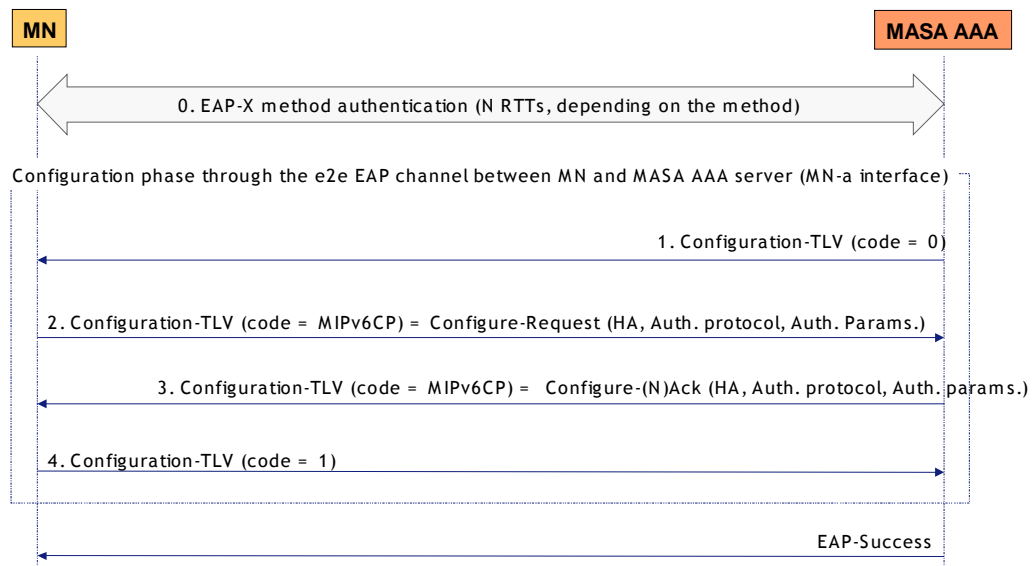 MN
MASA AAA
0. EAP-X method authentication (N RTTs, depending on the method)
Configuration phase through the e2e EAP channel between MN and MASA AAA server (MN-a interface)
1. Configuration-TLV (code = 0)
2. Configuration-TLV (code = MIPv6CP) = Configure-Request (HA, Auth. protocol, Auth. Params.)
3. Configuration-TLV (code = MIPv6CP) = Configure-(N)Ack (HA, Auth. protocol, Auth. params.)
4. Configuration-TLV (code = 1)
EAP-Success